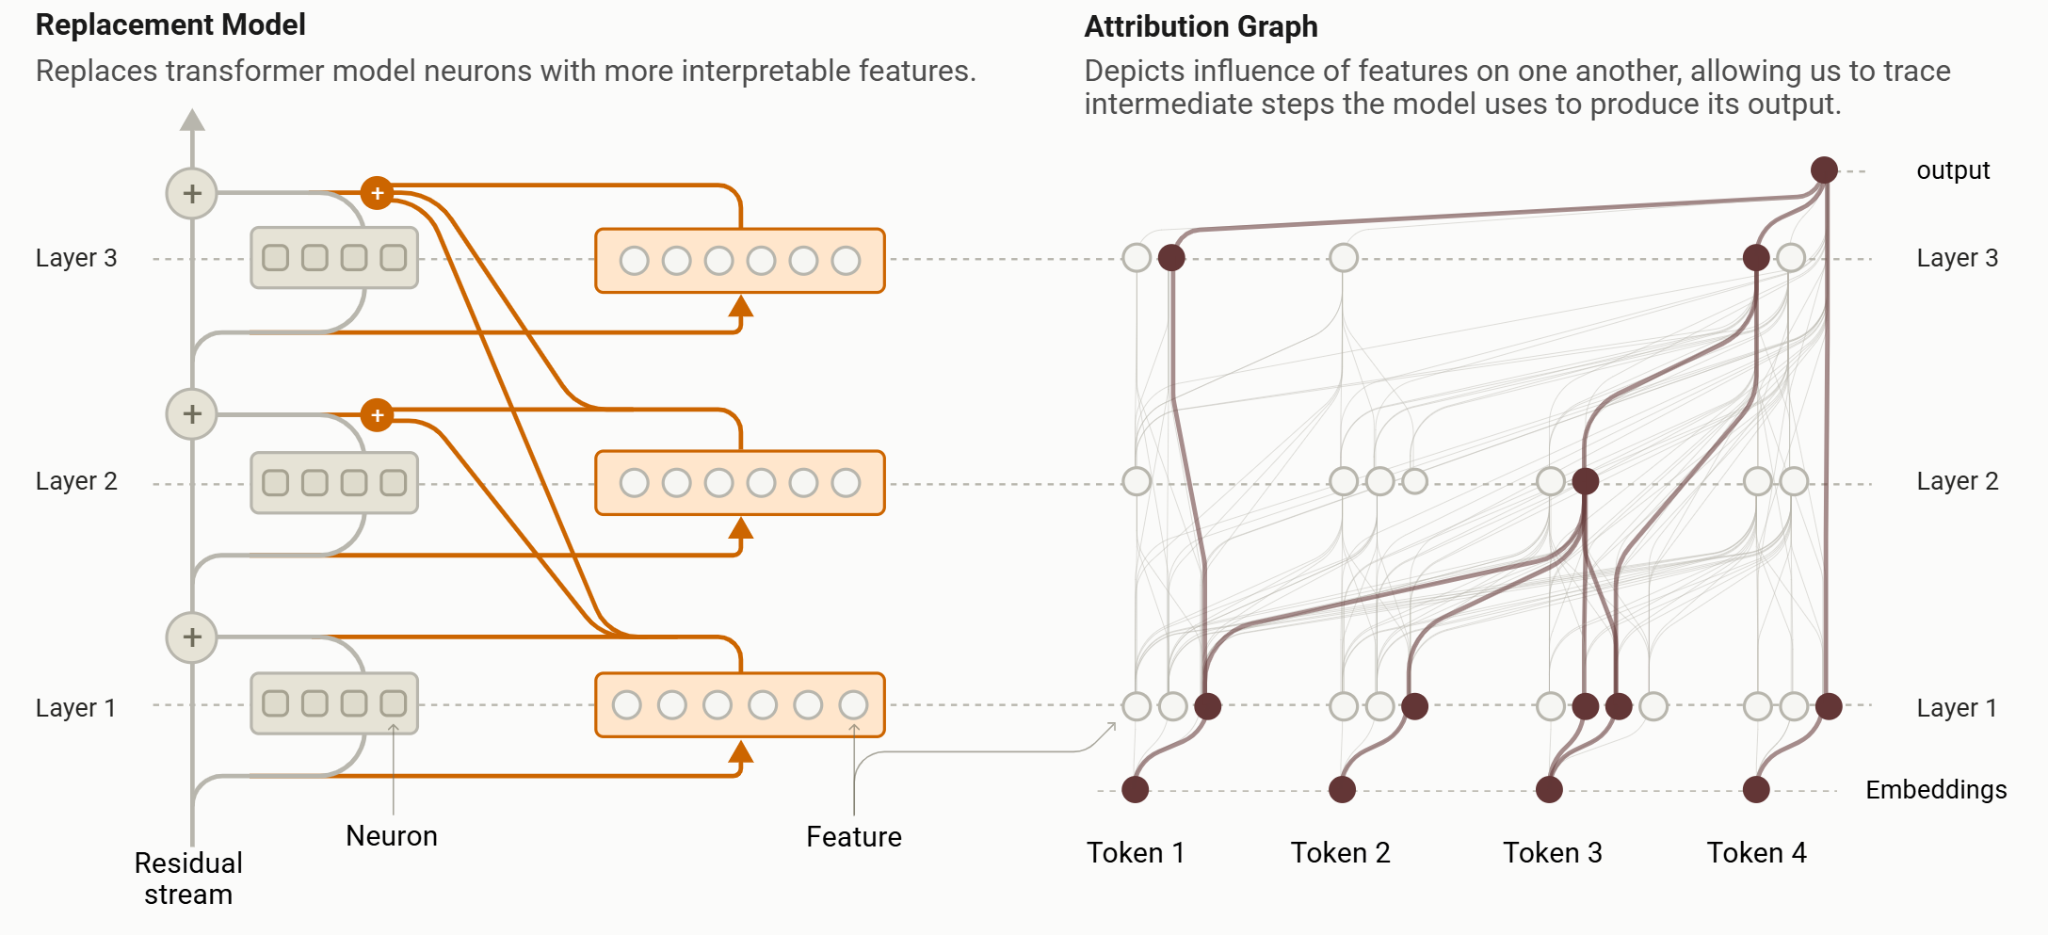 Replacement Model
Replaces transformer model neurons with more interpretable features.
Layer 3
Layer 2
Layer 1
Neuron
Feature
Residual
stream
Attribution Graph
Depicts influence of features on one another, allowing us to trace
intermediate steps the model uses to produce its output.
output
Layer 3
Layer 2
Layer 1
Embeddings
Token 1
Token 2
Token 3
Token 4